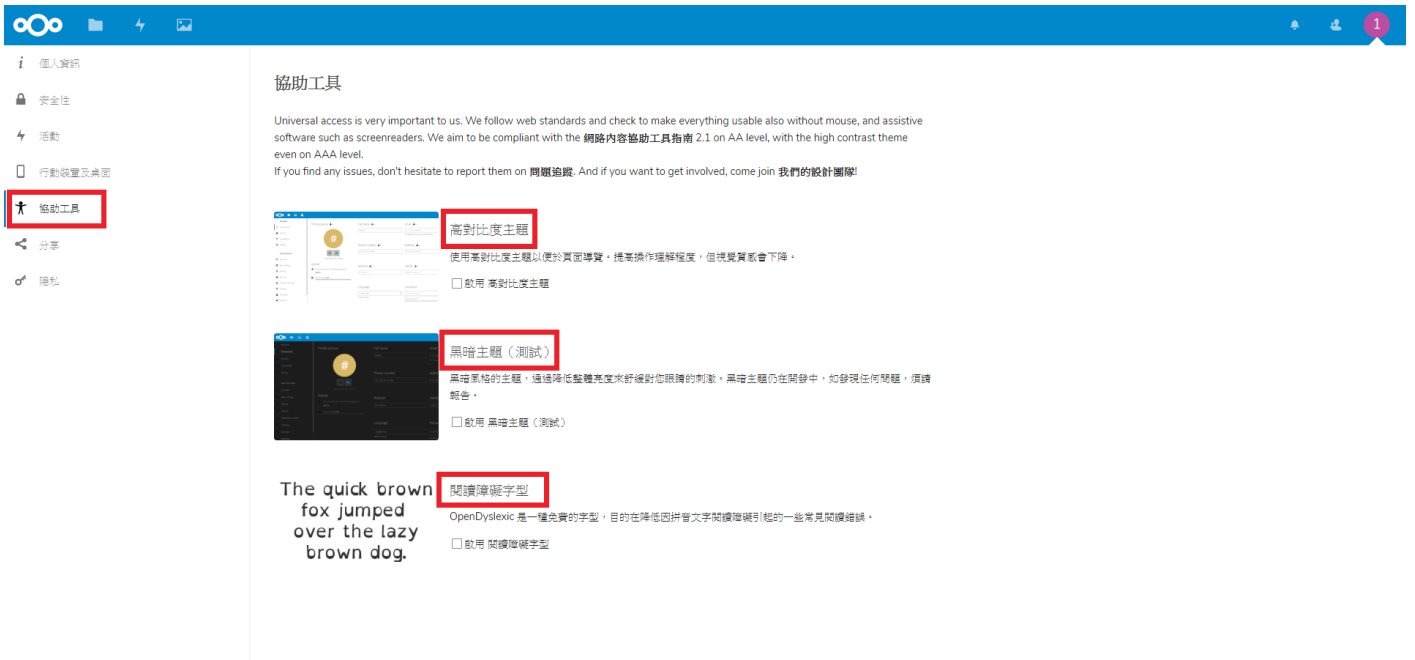 1
個人資訊
安全性
活動
行動裝置及桌面
協助工具
分享
隱私
協助工具
Universal access is very important to us. We follow web standards and check to make everything usable also without mouse, and assistive
software such as screenreaders. We aim to be compliant with the 網路內容協助工具指南 2.1 on AA level, with the high contrast theme
even on AAA level.
If you find any issues, don't hesitate to report them on 問題追蹤. And if you want to get involved, come join 我們的設計團隊!
高對比度主題
使用高對比度主題以便於頁面導覽。提高操作理解程度，但視覺質感會下降。
啟用 高對比度主題
黑暗主題（測試）
黑暗風格的主題，通過降低整體亮度來舒緩對您眼睛的刺激。黑暗主題仍在開發中，如發現任何問題，煩請
報告。
啟用 黑暗主題（測試）
The quick brown
fox jumped
over the lazy
brown dog.
閱讀障礙字型
OpenDyslexic 是一種免費的字型，目的在降低因拼音文字閱讀障礙引起的一些常見閱讀錯誤。
啟用 閱讀障礙字型